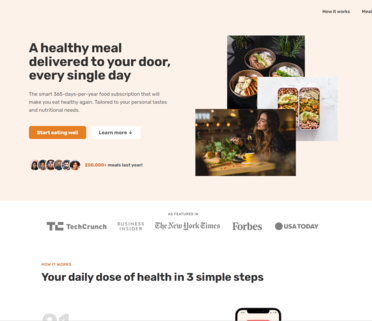 How it works Meal
A healthy meal
delivered to your door,
every single day
The smart 365-days-per-year food subscription that will
make you eat healthy again. Tailored to your personal tastes
and nutritional needs.
Start eating well Learn more ↓
250,000+ meals last year!
AS FEATURED IN
TechCrunch BUSINESS INSIDER The New York Times Forbes USA TODAY
HOW IT WORKS
Your daily dose of health in 3 simple steps
01